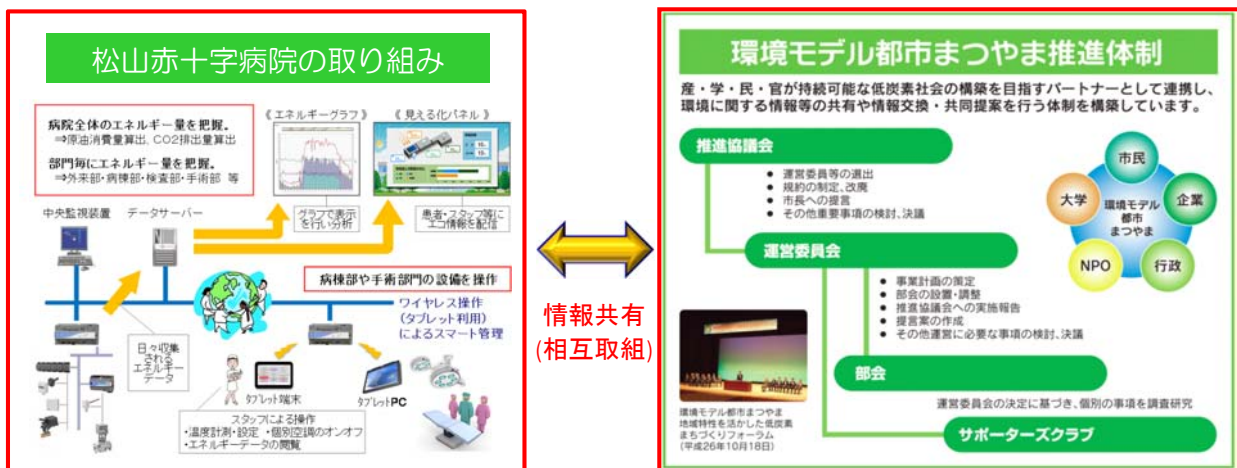 松山赤十字病院の取り組み
病院全体のエネルギー量を把握。
⇒原油消費量算出、CO2排出量算出
部門毎にエネルギー量を把握。
⇒外来部・病棟部・検査部・手術部 等
《エネルギーグラフ》
《見える化パネル》
グラフで表示
を行い分析
患者・スタッフ等に
エコ情報を配信
中央監視装置
データサーバー
病棟部や手術部門の設備を操作
ワイヤレス操作
(タブレット利用)
によるスマート管理
日々収集
される
エネルギー
データ
タブレット端末
タブレットPC
スタッフによる操作
・温度計測・設定 ・個別空調のオンオフ
・エネルギーデータの閲覧
情報共有
(相互取組)
環境モデル都市まつやま推進体制
産・学・民・官が持続可能な低炭素社会の構築を目指すパートナーとして連携し、
環境に関する情報等の共有や情報交換・共同提案を行う体制を構築しています。
推進協議会
● 運営委員等の選出
● 規約の制定、改廃
● 市長への提言
● その他重要事項の検討、決議
市民
大学
企業
環境モデル
都市
まつやま
NPO
行政
運営委員会
● 事業計画の策定
● 部会の設置・調整
● 推進協議会への実施報告
● 提言案の作成
● その他運営に必要な事項の検討、決議
部会
運営委員会の決定に基づき、個別の事項を調査研究
サポーターズクラブ
環境モデル都市まつやま
地域特性を活かした低炭素
まちづくりフォーラム
(平成26年10月18日)